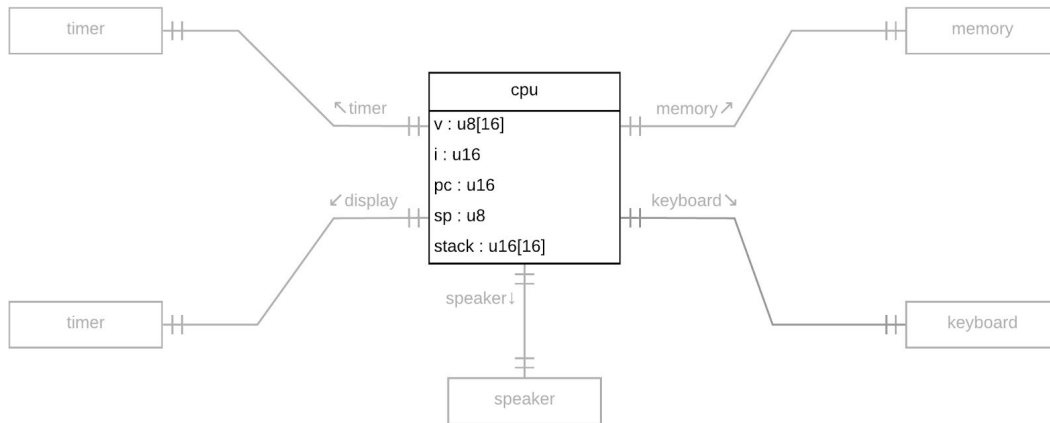 timer
memory
cpu
↖timer
memory↗
v : u8[16]
i : u16
pc : u16
↙display
keyboard↘
sp : u8
stack : u16[16]
speaker↓
timer
keyboard
speaker